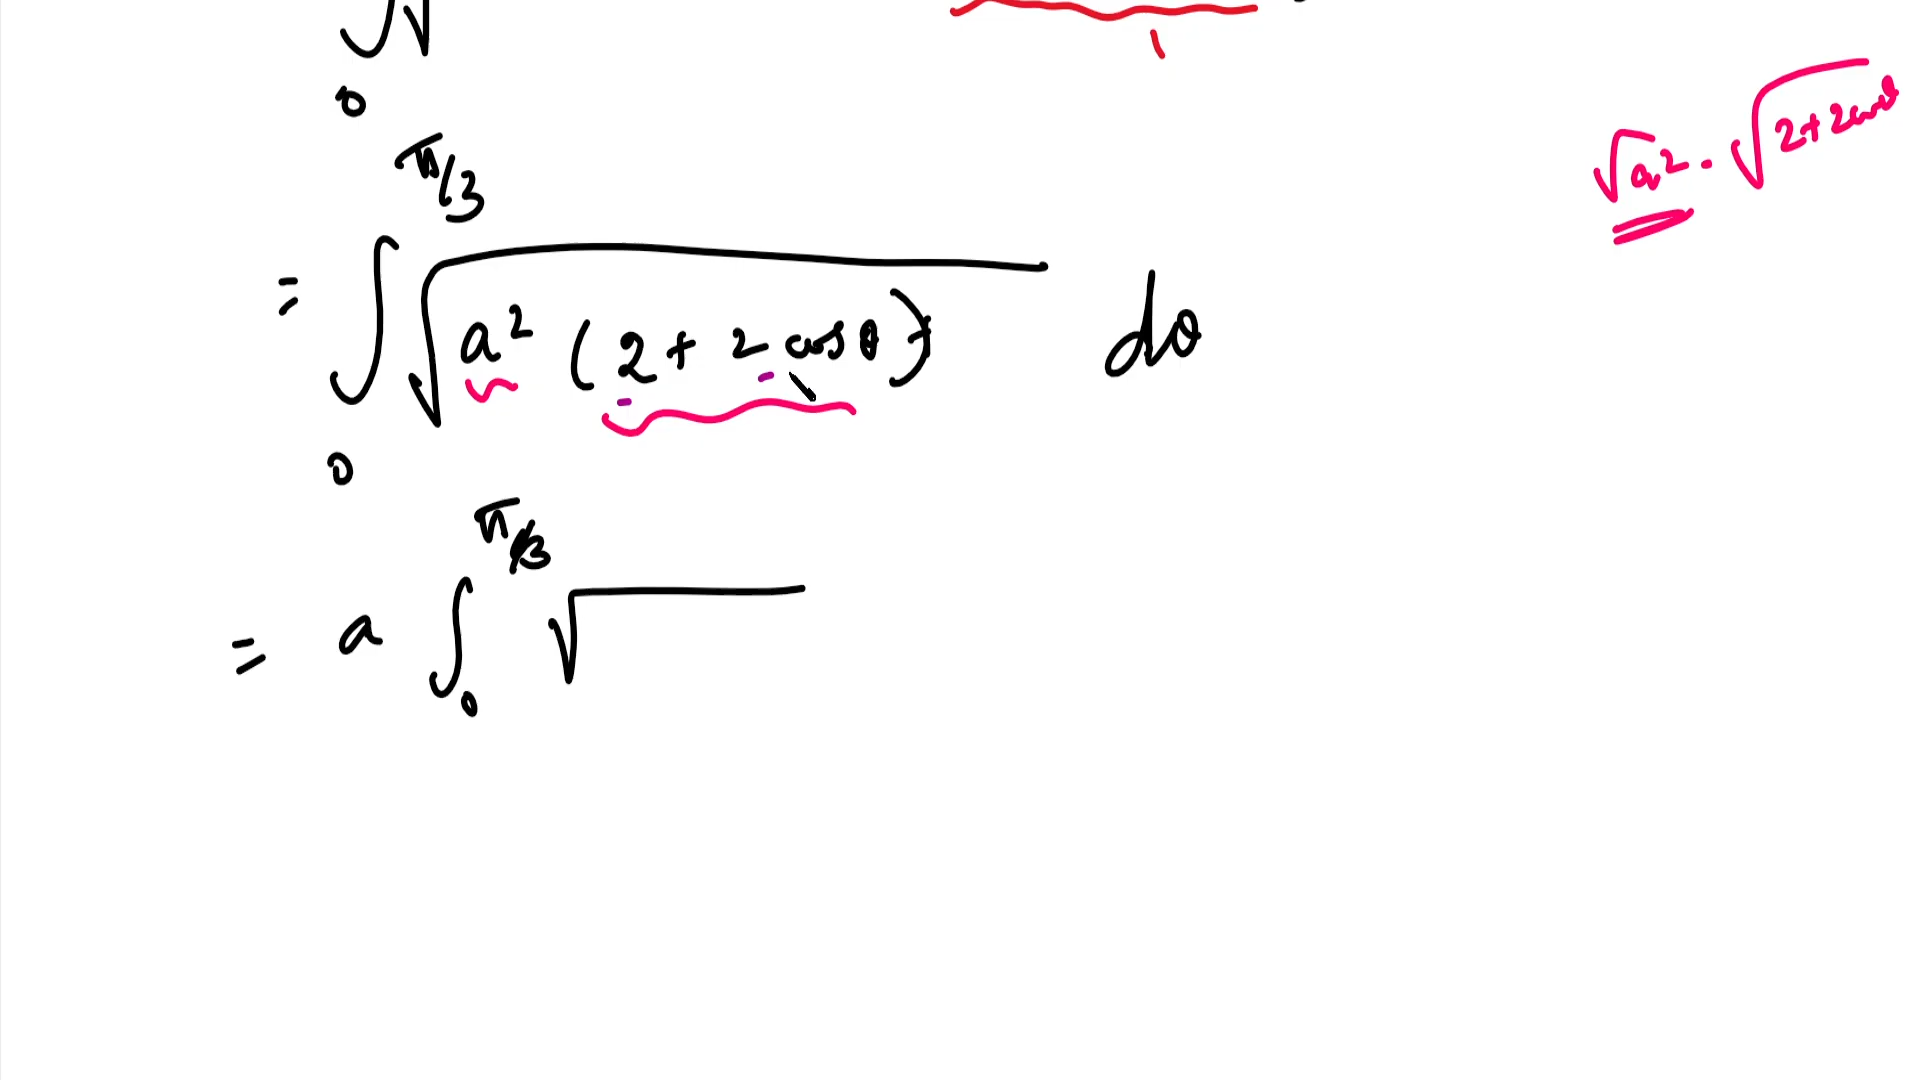 ∫√
0
√a² · √2+2cosθ
π/3
= ∫ √a² (2 + 2 cos θ) dθ
0
π/3
= a ∫ √
0